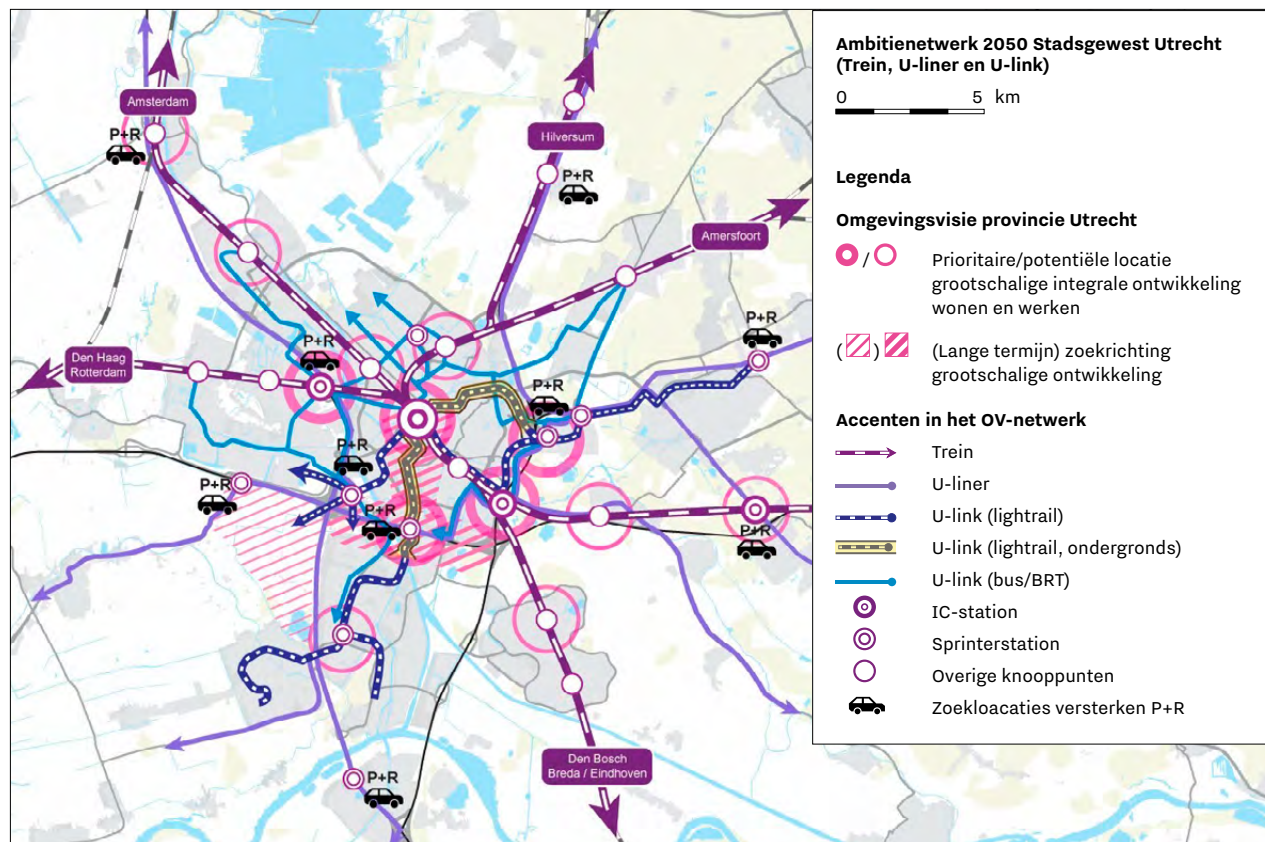 Amsterdam
P+R
Hilversum
P+R
Amersfoort
P+R
P+R
Den Haag
Rotterdam
P+R
P+R
P+R
P+R
P+R
Den Bosch
Breda / Eindhoven
P+R
Ambitienetwerk 2050 Stadsgewest Utrecht
(Trein, U-liner en U-link)
0 5 km
Legenda
Omgevingsvisie provincie Utrecht
/ Prioritaire/potentiële locatie
grootschalige integrale ontwikkeling
wonen en werken
( ) (Lange termijn) zoekrichting
grootschalige ontwikkeling
Accenten in het OV-netwerk
Trein
U-liner
U-link (lightrail)
U-link (lightrail, ondergronds)
U-link (bus/BRT)
IC-station
Sprinterstation
Overige knooppunten
Zoekloacaties versterken P+R